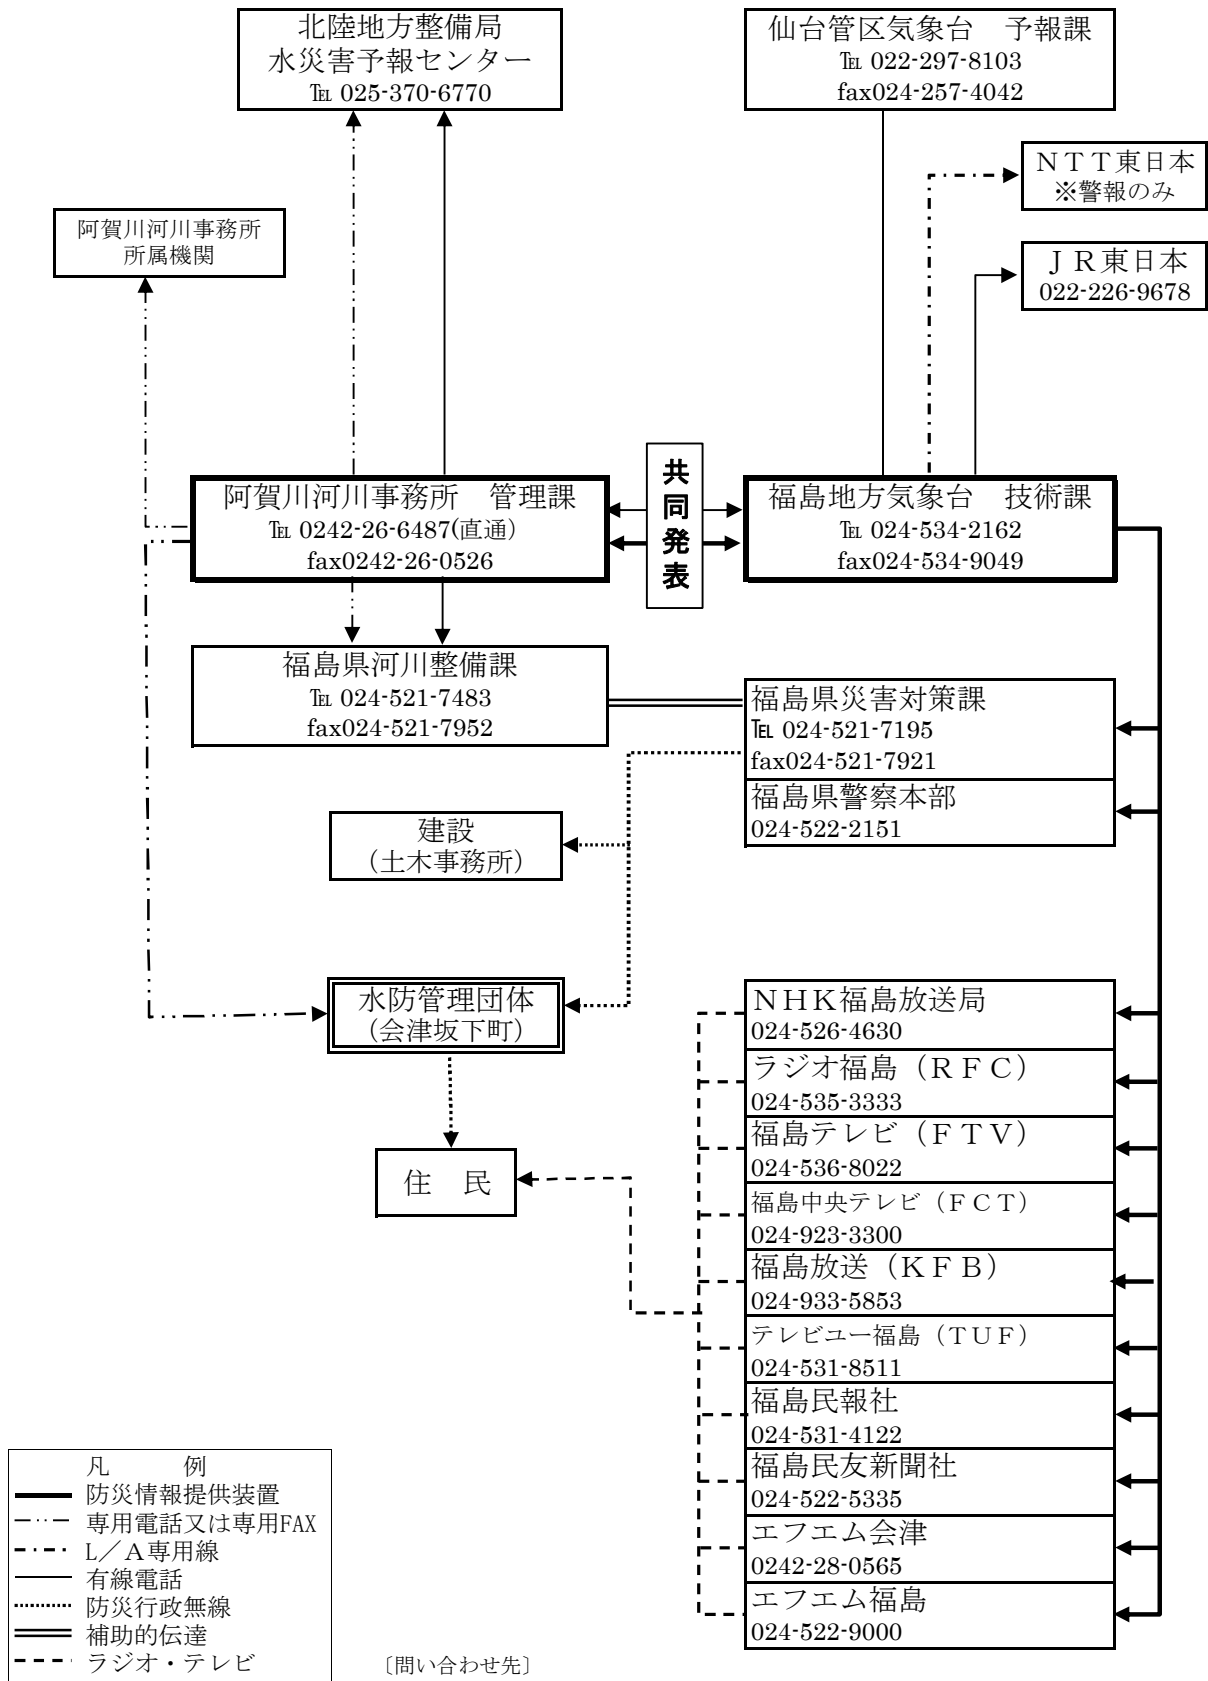 北陸地方整備局
水災害予報センター
℡ 025-370-6770
仙台管区気象台　予報課
℡ 022-297-8103
fax024-257-4042
ＮＴＴ東日本
※警報のみ
阿賀川河川事務所
所属機関
ＪＲ東日本
022-226-9678
阿賀川河川事務所　管理課
℡ 0242-26-6487(直通）
fax0242-26-0526
共同発表
福島地方気象台　技術課
℡ 024-534-2162
fax024-534-9049
福島県河川整備課
℡ 024-521-7483
fax024-521-7952
福島県災害対策課
℡ 024-521-7195
fax024-521-7921
福島県警察本部
024-522-2151
建設
（土木事務所）
水防管理団体
（会津坂下町）
住　民
ＮＨＫ福島放送局
024-526-4630
ラジオ福島（ＲＦＣ）
024-535-3333
福島テレビ（ＦＴＶ）
024-536-8022
福島中央テレビ（ＦＣＴ）
024-923-3300
福島放送（ＫＦＢ）
024-933-5853
テレビユー福島（ＴＵＦ）
024-531-8511
福島民報社
024-531-4122
福島民友新聞社
024-522-5335
エフエム会津
0242-28-0565
エフエム福島
024-522-9000
凡　　例
防災情報提供装置
専用電話又は専用FAX
L／Ａ専用線
有線電話
防災行政無線
補助的伝達
ラジオ・テレビ
〔問い合わせ先〕